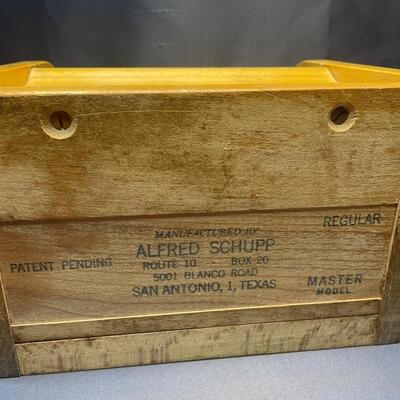 MANUFACTURED BY
ALFRED SCHUPP
ROUTE 10 - BOX 20
5001 BLANCO ROAD
SAN ANTONIO, 1, TEXAS
PATENT PENDING
REGULAR
MASTER
MODEL